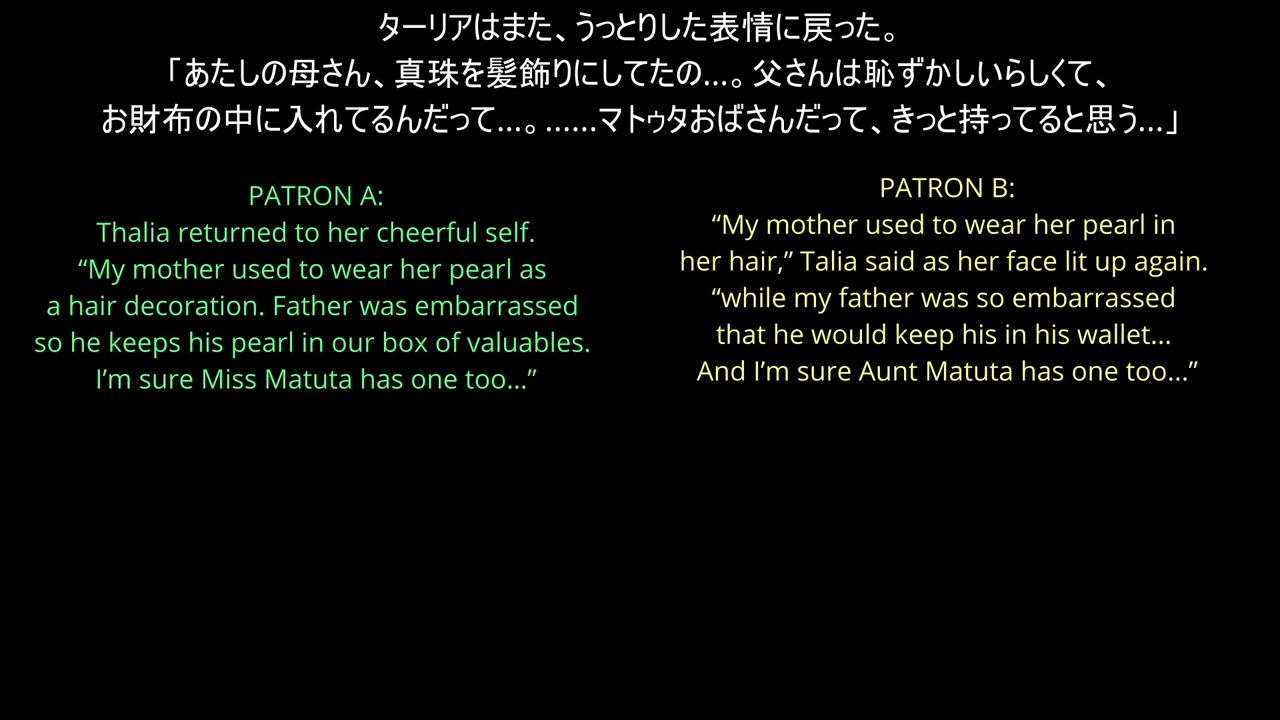 ターリアはまた、うっとりした表情に戻った。
「あたしの母さん、真珠を髪飾りにしてたの…。父さんは恥ずかしいらしくて、
お財布の中に入れてるんだって…。……マトゥタおばさんだって、きっと持ってると思う…」
PATRON A:
Thalia returned to her cheerful self.
“My mother used to wear her pearl as
a hair decoration. Father was embarrassed
so he keeps his pearl in our box of valuables.
I’m sure Miss Matuta has one too…”
PATRON B:
“My mother used to wear her pearl in
her hair,” Talia said as her face lit up again.
“while my father was so embarrassed
that he would keep his in his wallet…
And I’m sure Aunt Matuta has one too…”